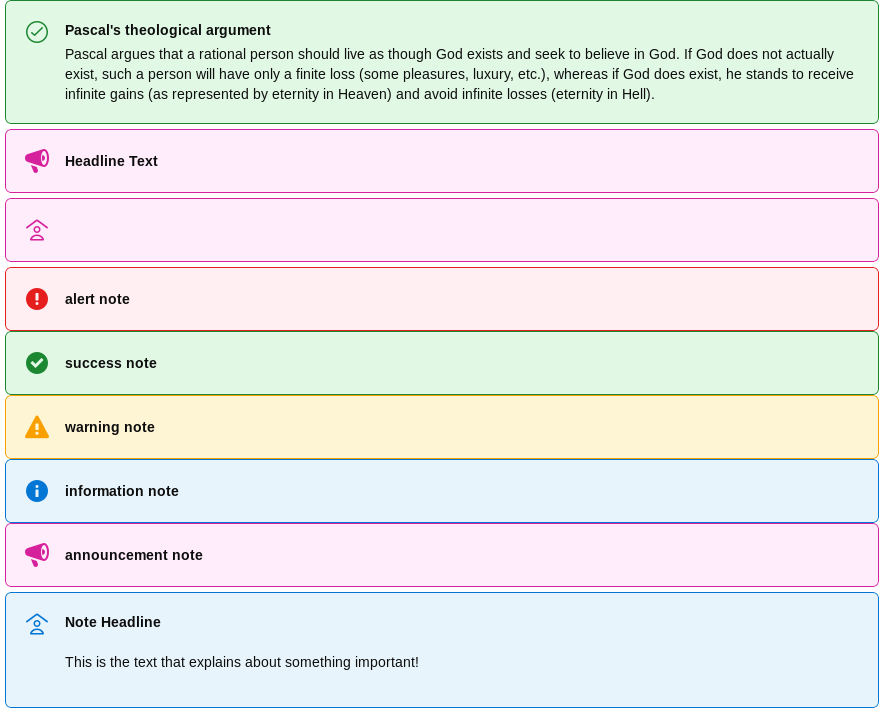 Pascal's theological argument
Pascal argues that a rational person should live as though God exists and seek to believe in God. If God does not actually
exist, such a person will have only a finite loss (some pleasures, luxury, etc.), whereas if God does exist, he stands to receive
infinite gains (as represented by eternity in Heaven) and avoid infinite losses (eternity in Hell).
Headline Text
alert note
success note
warning note
information note
announcement note
Note Headline
This is the text that explains about something important!